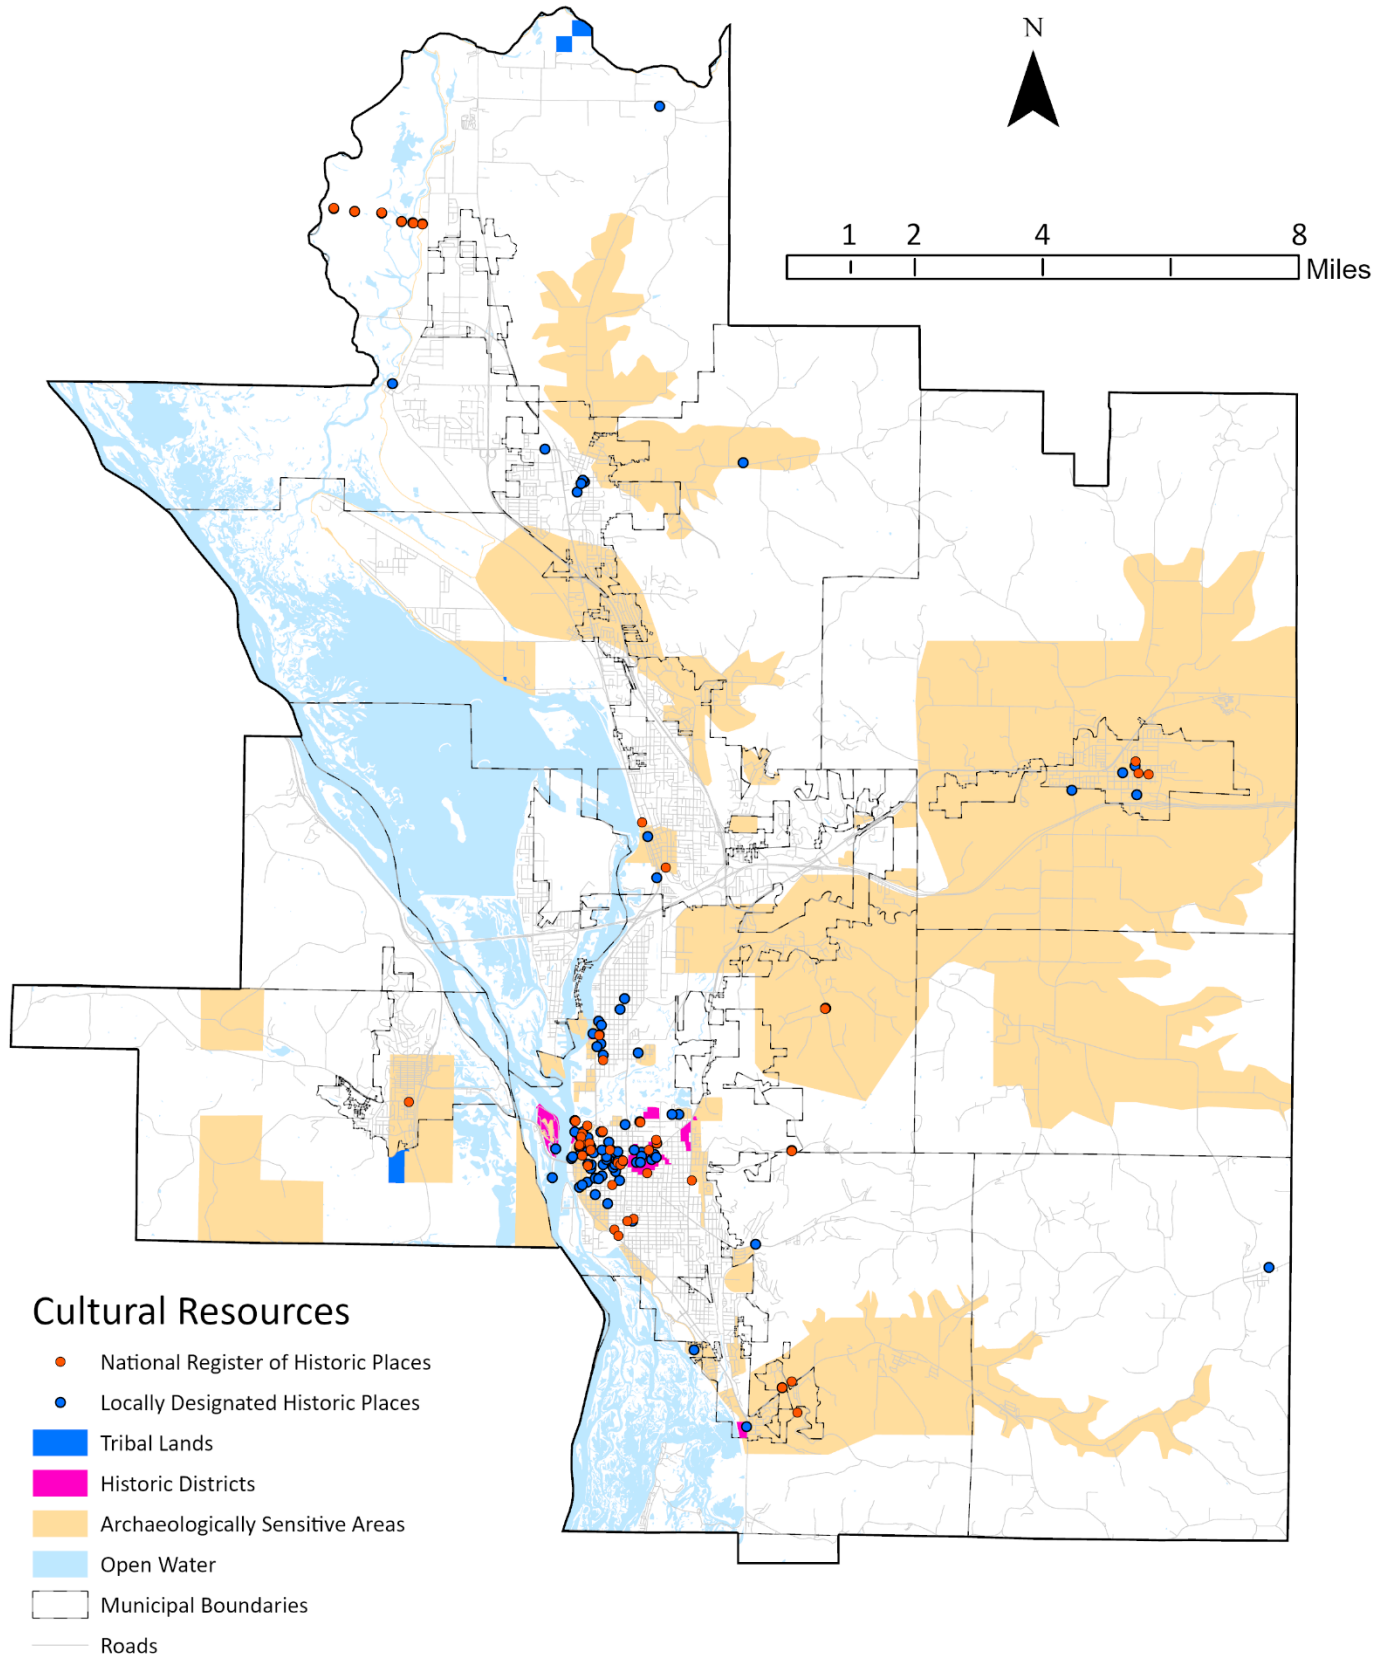 N
1 2 4 8
Miles
Cultural Resources
National Register of Historic Places
Locally Designated Historic Places
Tribal Lands
Historic Districts
Archaeologically Sensitive Areas
Open Water
Municipal Boundaries
Roads